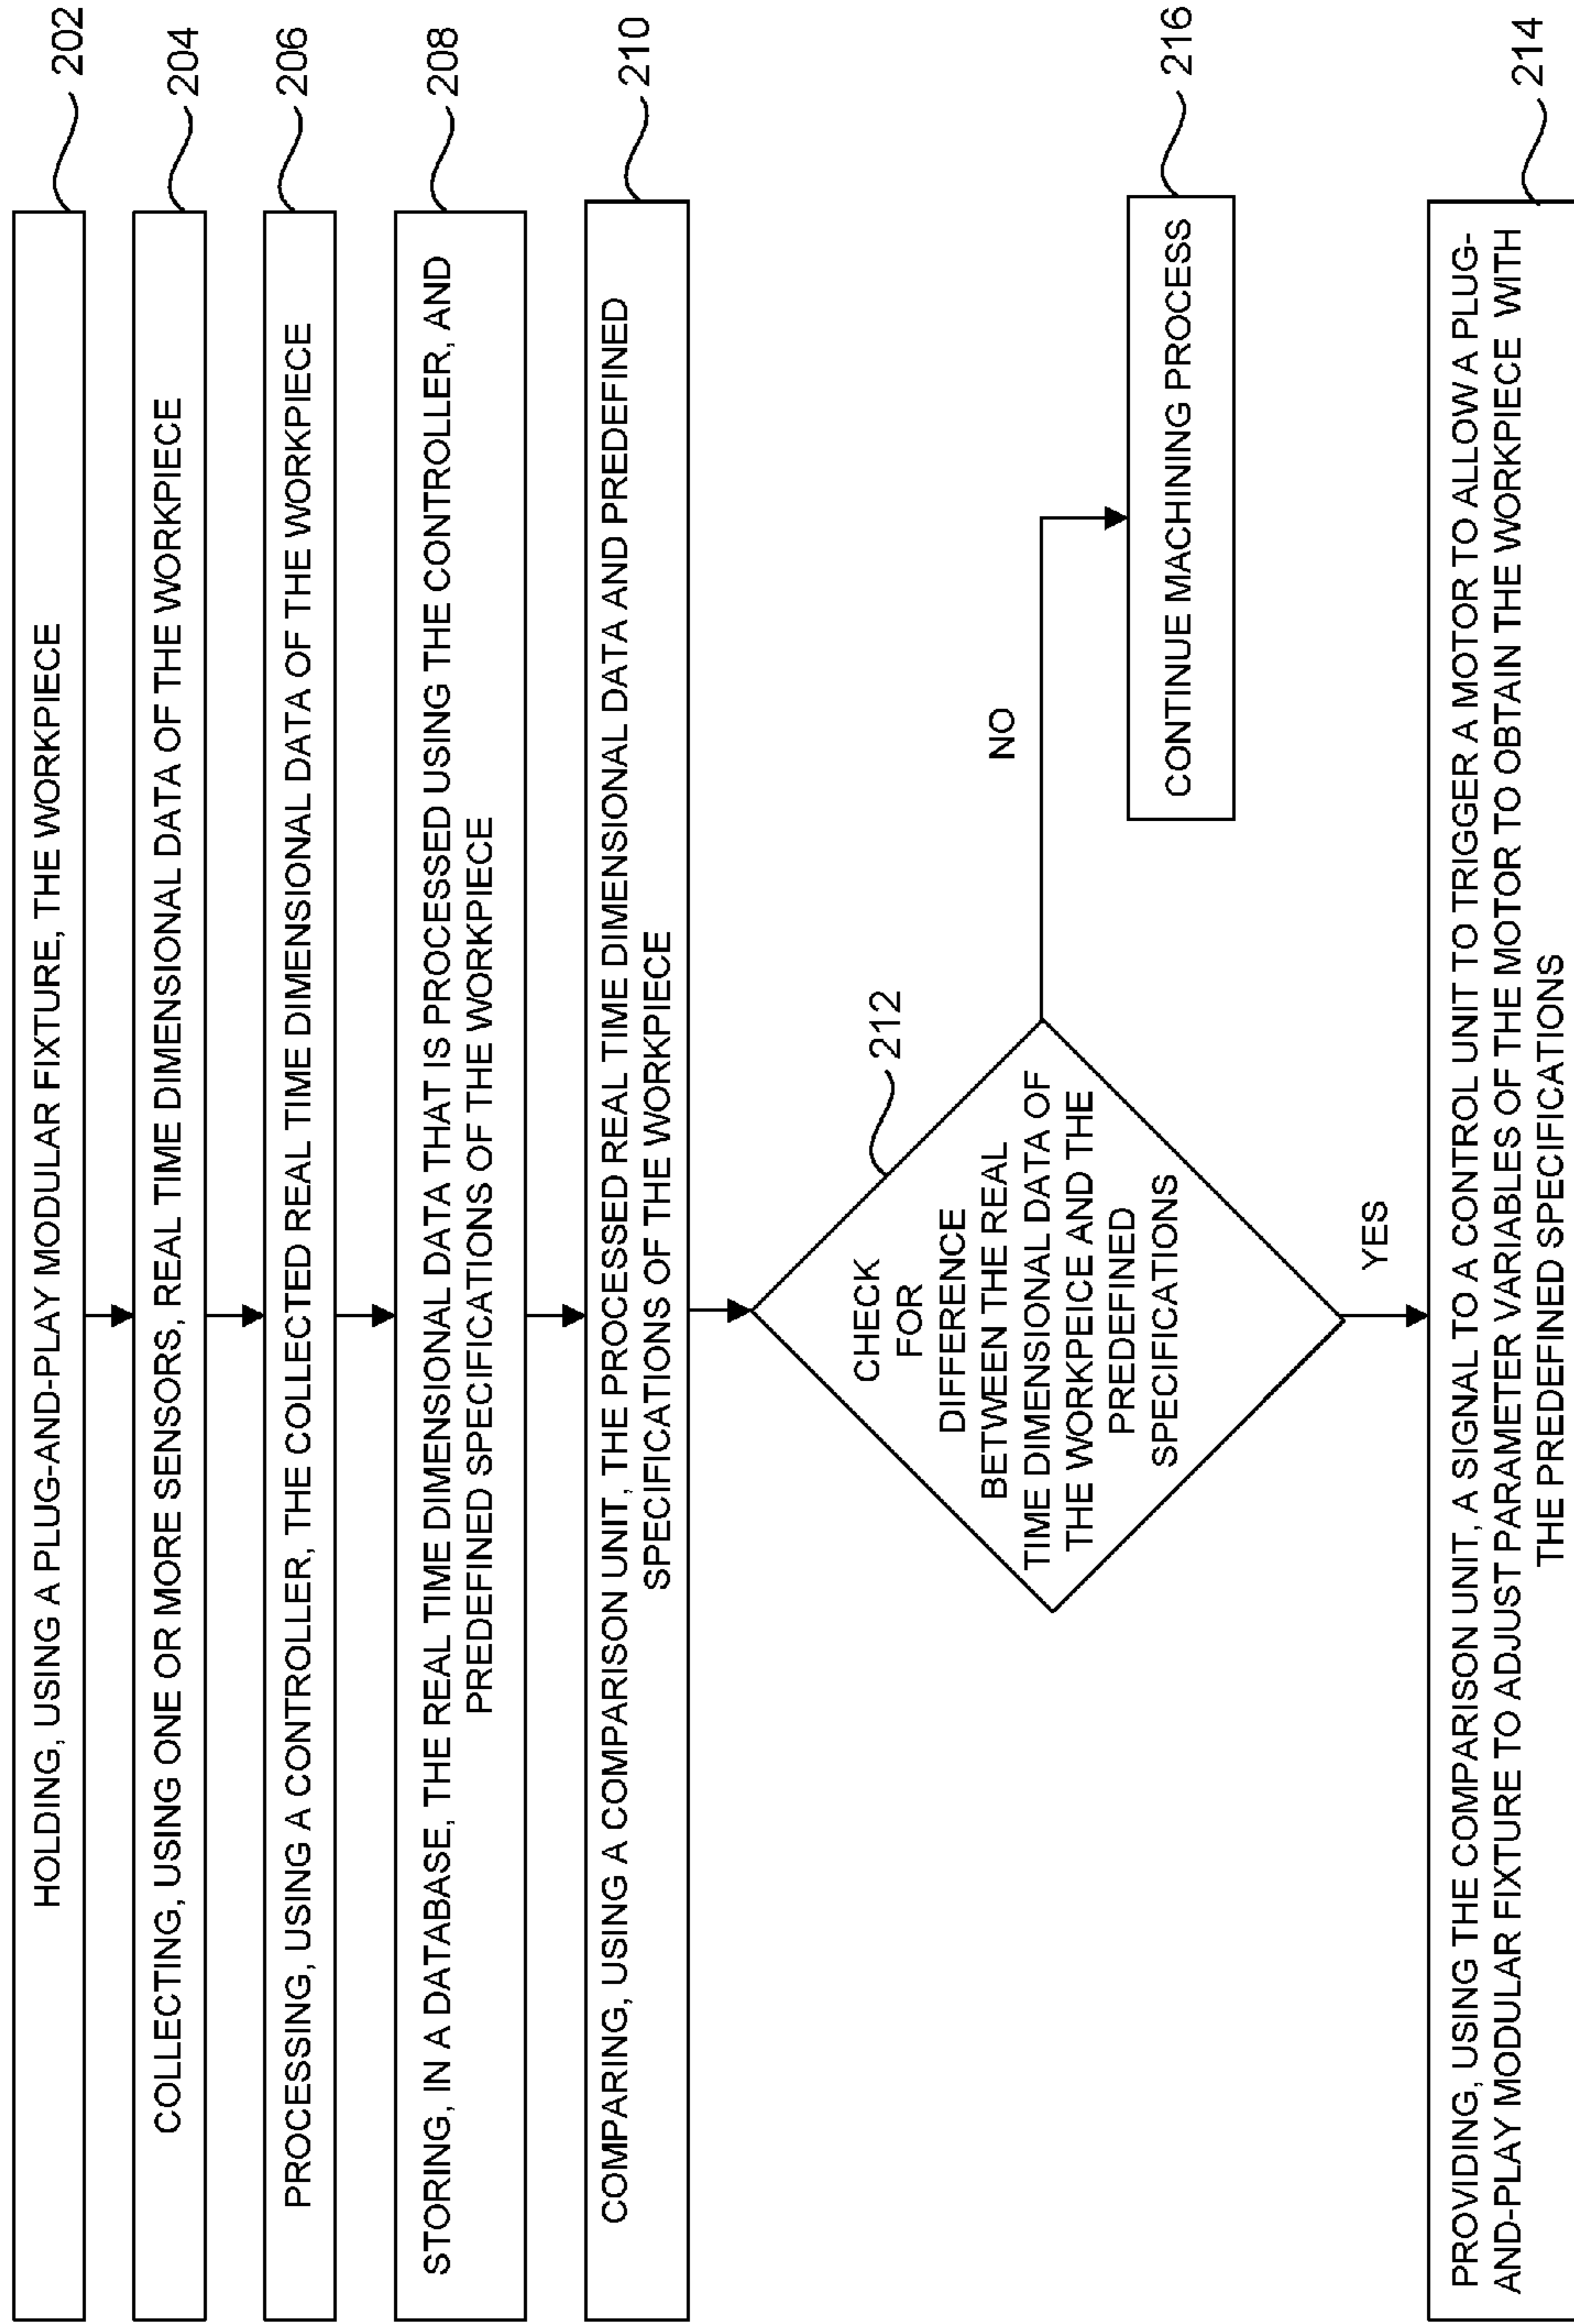 HOLDING, USING A PLUG-AND-PLAY MODULAR FIXTURE, THE WORKPIECE
202
COLLECTING, USING ONE OR MORE SENSORS, REAL TIME DIMENSIONAL DATA OF THE WORKPIECE
204
PROCESSING, USING A CONTROLLER, THE COLLECTED REAL TIME DIMENSIONAL DATA OF THE WORKPIECE
206
STORING, IN A DATABASE, THE REAL TIME DIMENSIONAL DATA THAT IS PROCESSED USING THE CONTROLLER, AND
PREDEFINED SPECIFICATIONS OF THE WORKPIECE
208
COMPARING, USING A COMPARISON UNIT, THE PROCESSED REAL TIME DIMENSIONAL DATA AND PREDEFINED
SPECIFICATIONS OF THE WORKPIECE
210
CHECK
FOR
DIFFERENCE
BETWEEN THE REAL
TIME DIMENSIONAL DATA OF
THE WORKPEICE AND THE
PREDEFINED
SPECIFICATIONS
212
NO
CONTINUE MACHINING PROCESS
216
YES
PROVIDING, USING THE COMPARISON UNIT, A SIGNAL TO A CONTROL UNIT TO TRIGGER A MOTOR TO ALLOW A PLUG-
AND-PLAY MODULAR FIXTURE TO ADJUST PARAMETER VARIABLES OF THE MOTOR TO OBTAIN THE WORKPIECE WITH
THE PREDEFINED SPECIFICATIONS
214